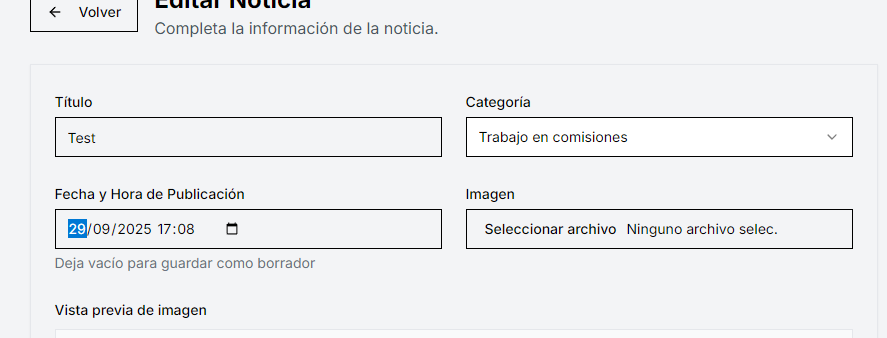 Volver
Editar Noticia
Completa la información de la noticia.
Título
Categoría
Test
Trabajo en comisiones
Fecha y Hora de Publicación
Imagen
29/09/2025 17:08
Seleccionar archivo Ninguno archivo selec.
Deja vacío para guardar como borrador
Vista previa de imagen